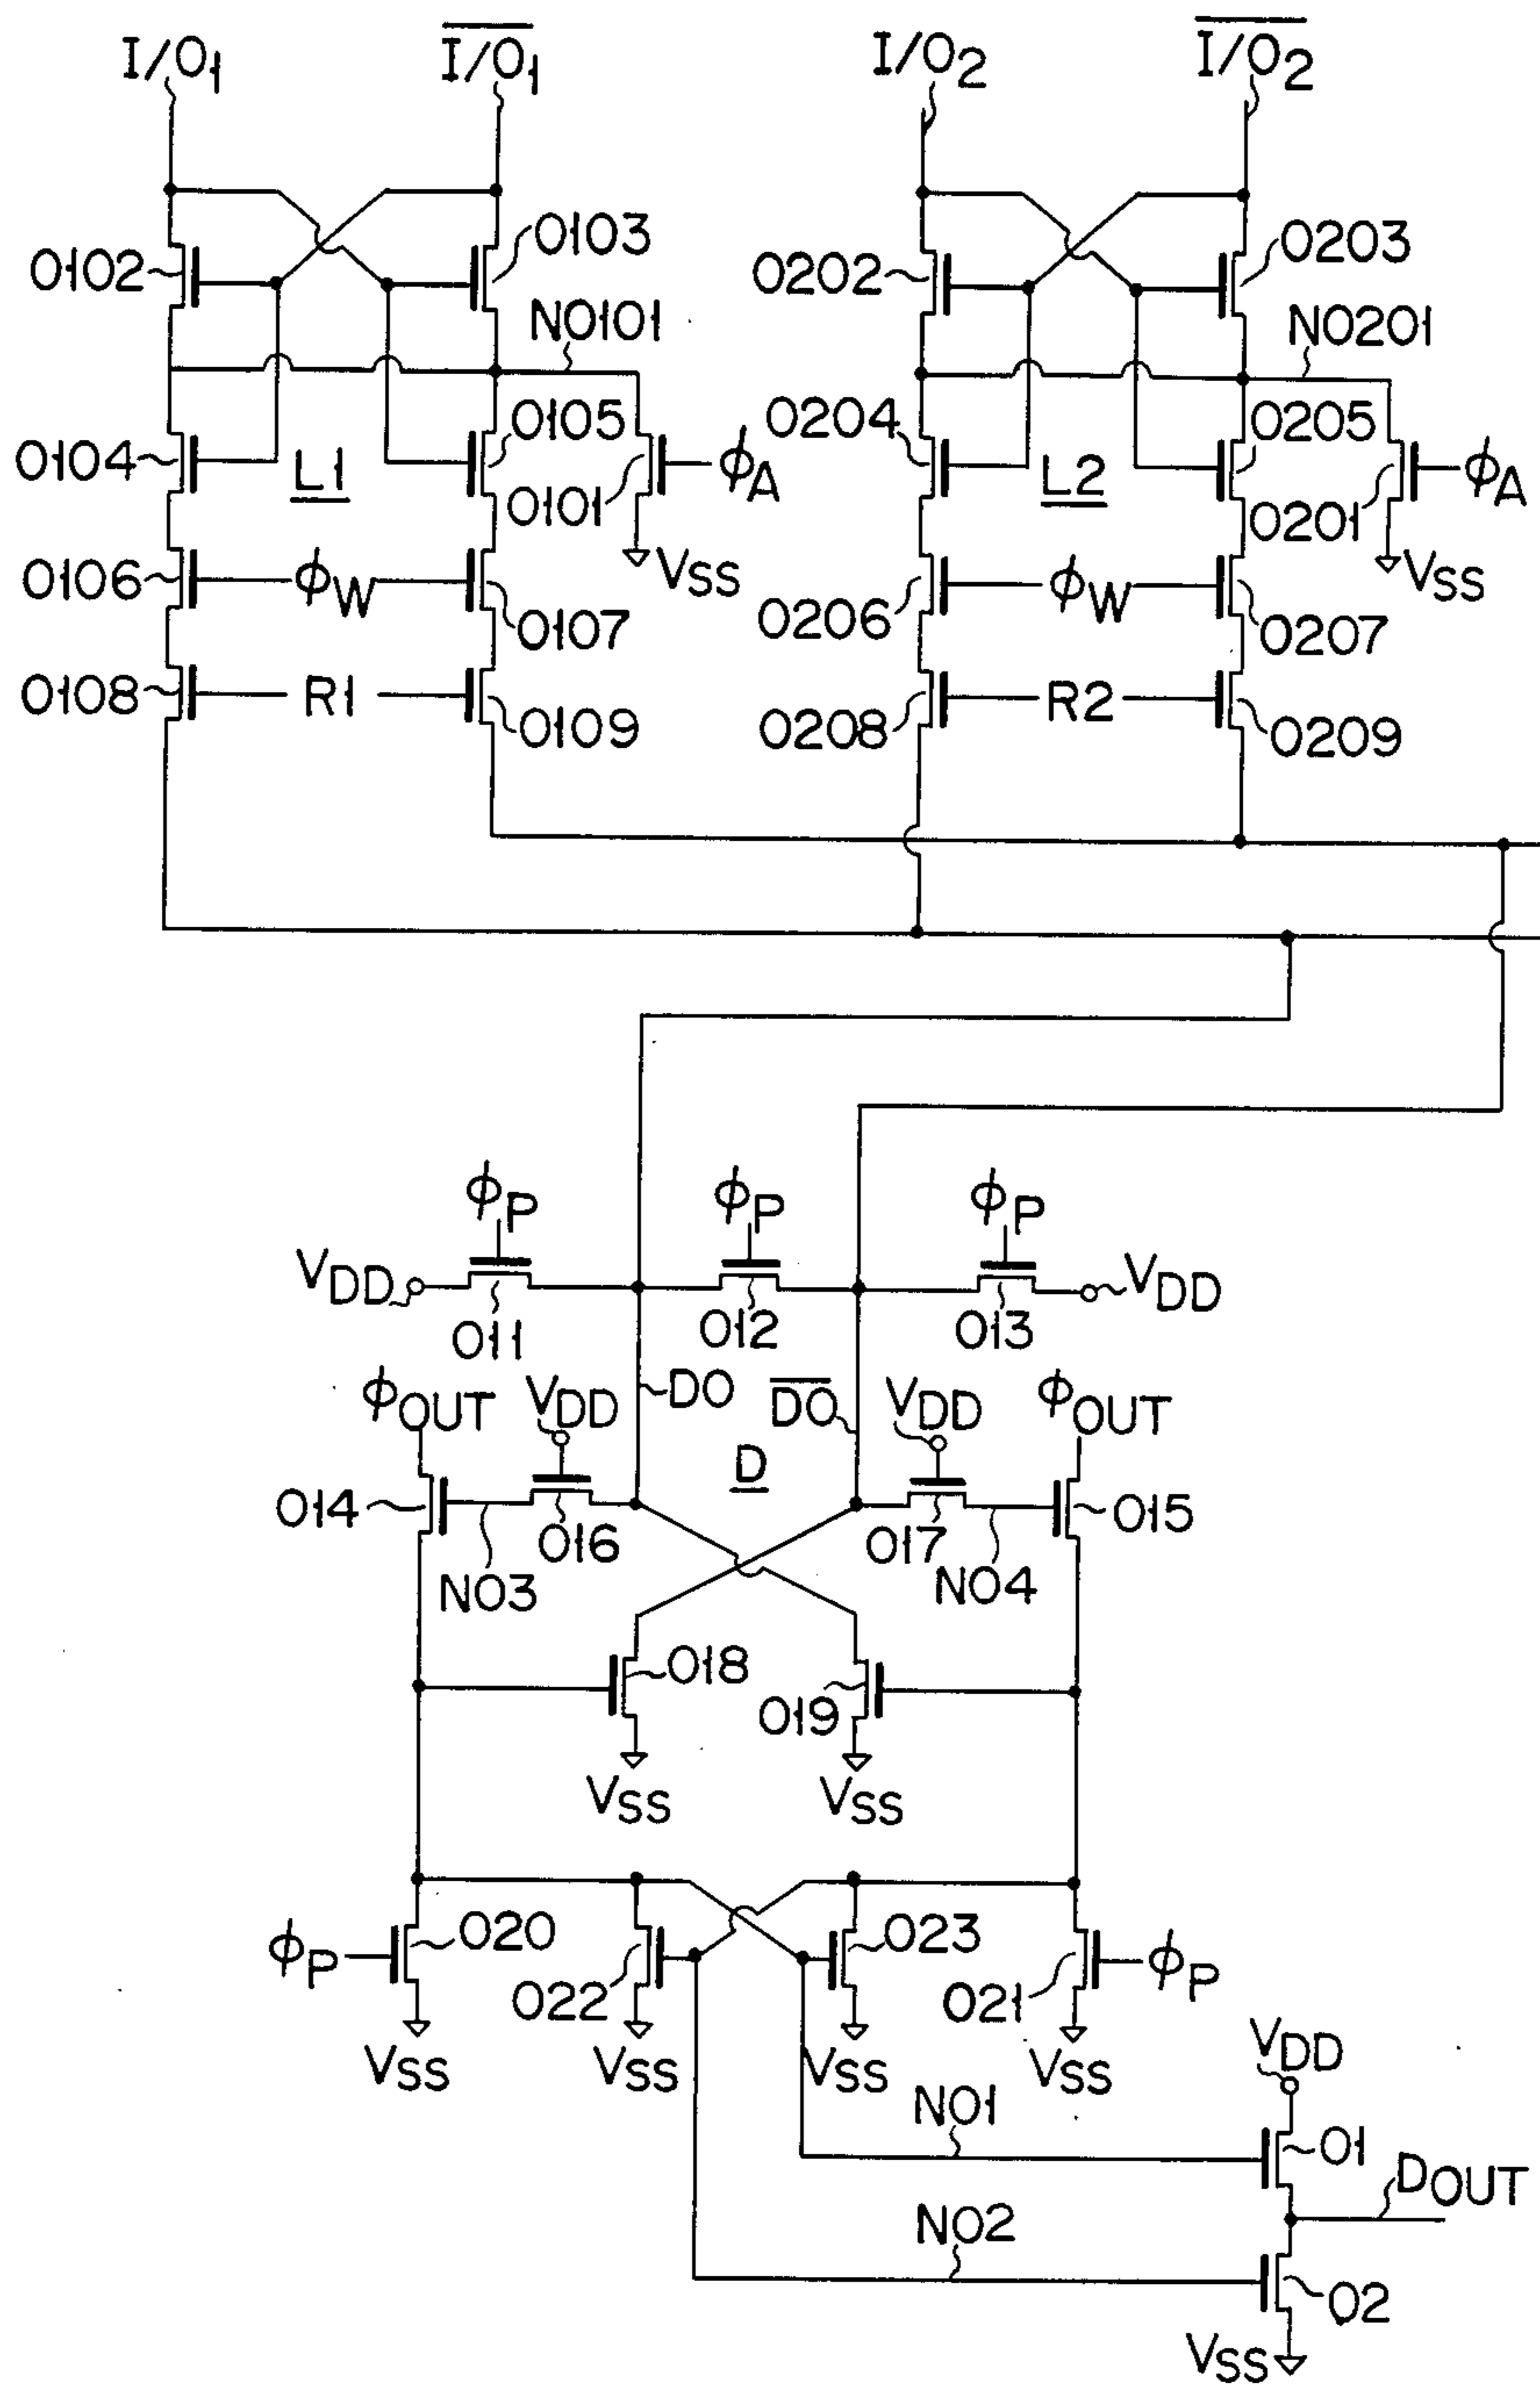 I/O1 I/O1 I/O2 I/O2
0102 0103 0202 0203
N0101 N0201
0104 L1 0105 0101 ϕA 0204 L2 0205 0201 ϕA
0106 ϕW 0107 VSS 0206 ϕW 0207 VSS
0108 R1 0109 0208 R2 0209
ϕP ϕP ϕP
VDD 011 012 013 VDD
ϕOUT VDD DO DO VDD ϕOUT
D
014 016 017 015
N03 N04
018 019
VSS VSS
ϕP 020 022 023 021 ϕP
VSS VSS VSS VSS
VDD
N01 01
DOUT
N02 02
VSS